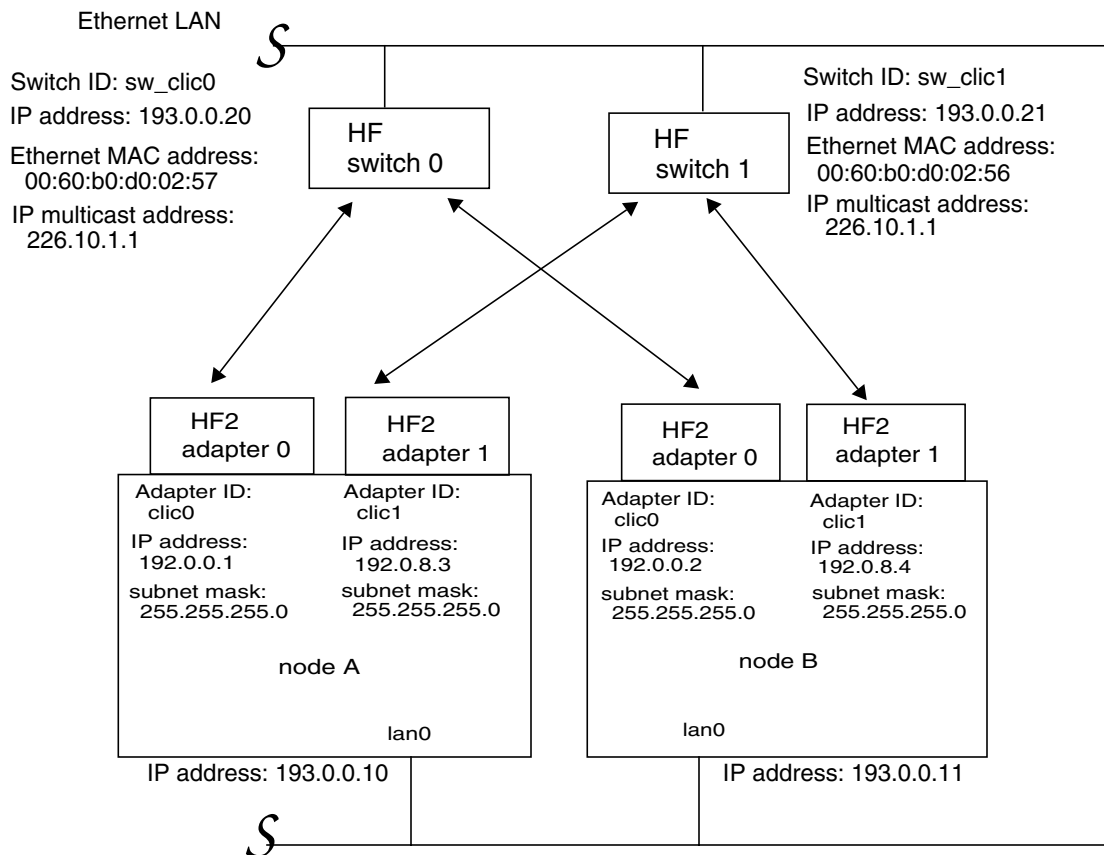 Ethernet LAN
S
Switch ID: sw_clic0
IP address: 193.0.0.20
Ethernet MAC address:
00:60:b0:d0:02:57
IP multicast address:
226.10.1.1
HF
switch 0
HF
switch 1
Switch ID: sw_clic1
IP address: 193.0.0.21
Ethernet MAC address:
00:60:b0:d0:02:56
IP multicast address:
226.10.1.1
HF2
adapter 0
HF2
adapter 1
HF2
adapter 0
HF2
adapter 1
Adapter ID:
clic0
IP address:
192.0.0.1
subnet mask:
255.255.255.0
Adapter ID:
clic1
IP address:
192.0.8.3
subnet mask:
255.255.255.0
node A
lan0
Adapter ID:
clic0
IP address:
192.0.0.2
subnet mask:
255.255.255.0
Adapter ID:
clic1
IP address:
192.0.8.4
subnet mask:
255.255.255.0
node B
lan0
IP address: 193.0.0.10
IP address: 193.0.0.11
S